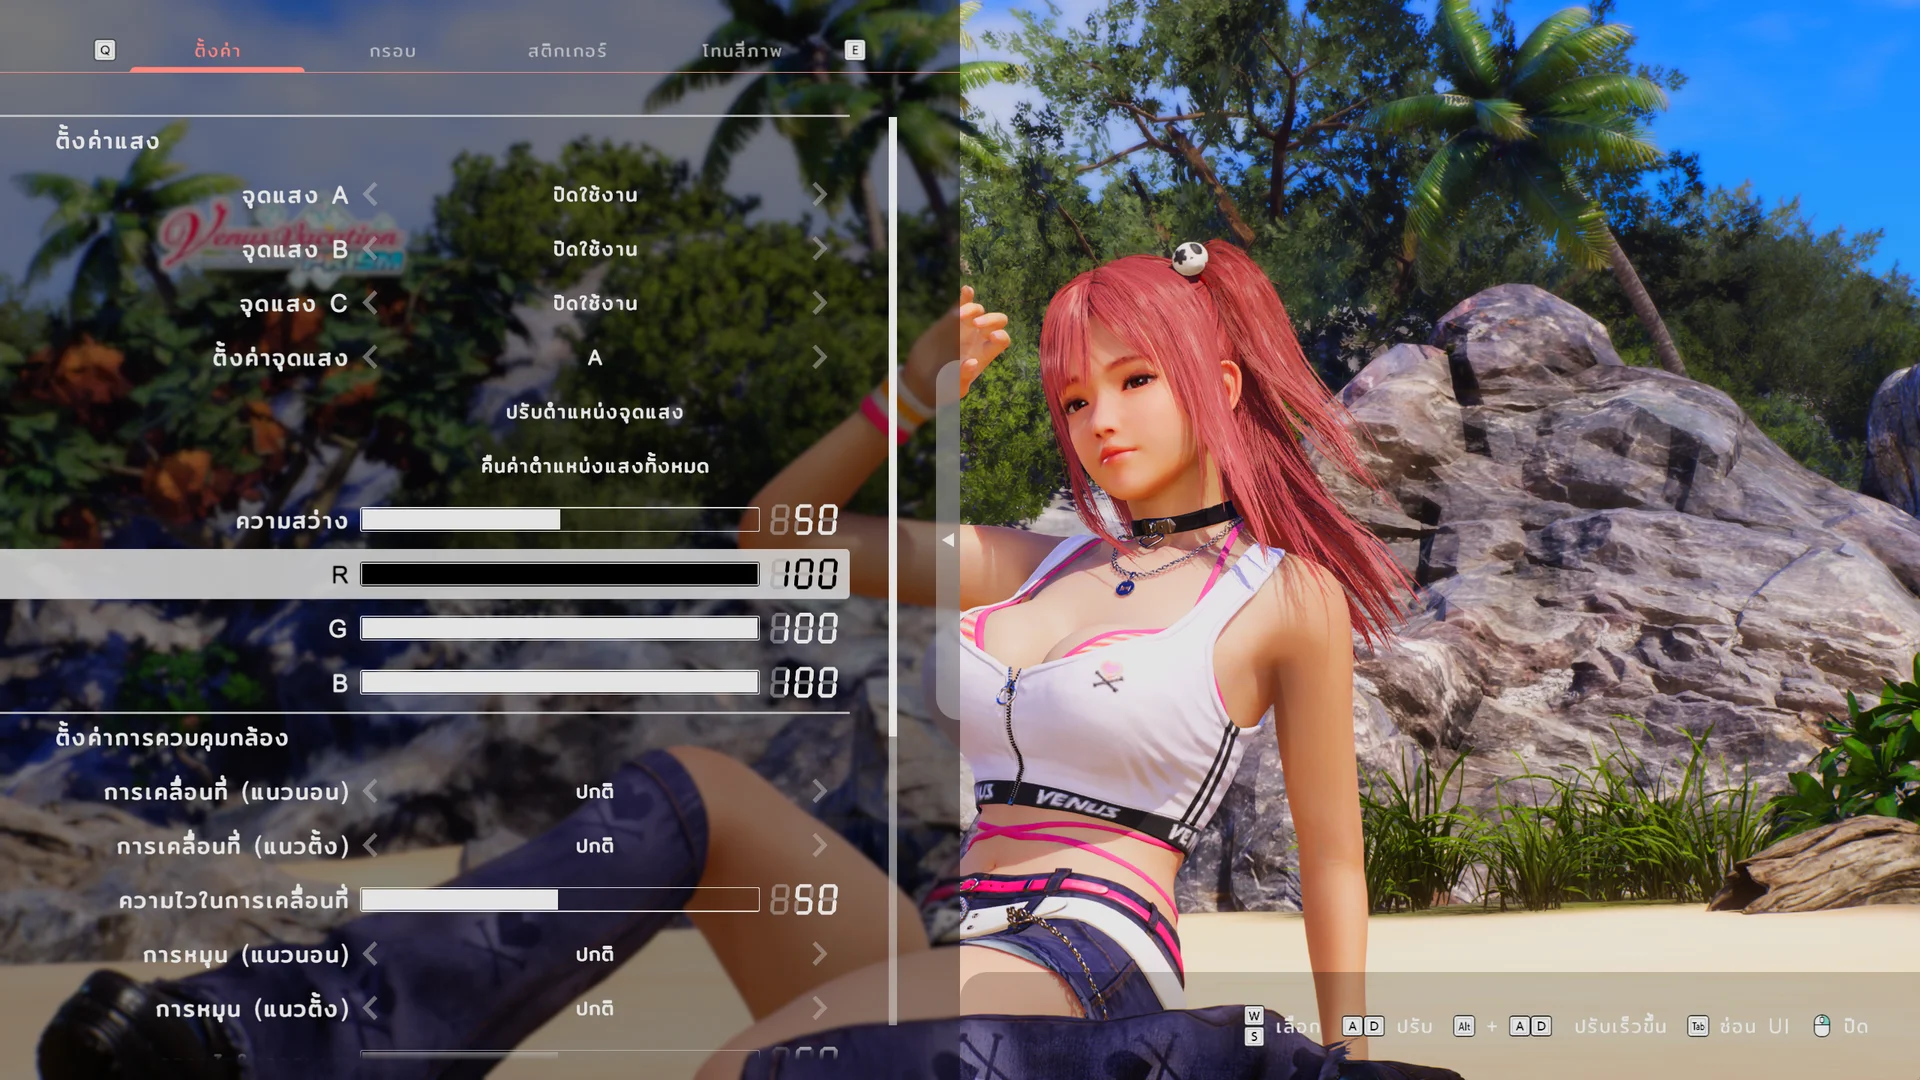 Q ตั้งค่า กรอบ สติกเกอร์ โทนสีภาพ E
ตั้งค่าแสง
จุดแสง A ปิดใช้งาน
จุดแสง B ปิดใช้งาน
จุดแสง C ปิดใช้งาน
ตั้งค่าจุดแสง A
ปรับตำแหน่งจุดแสง
คืนค่าตำแหน่งแสงทั้งหมด
ความสว่าง 50
R 100
G 100
B 100
ตั้งค่าการควบคุมกล้อง
การเคลื่อนที่ (แนวนอน) ปกติ
การเคลื่อนที่ (แนวตั้ง) ปกติ
ความไวในการเคลื่อนที่ 50
การหมุน (แนวนอน) ปกติ
การหมุน (แนวตั้ง) ปกติ
Venus Vacation
PRISM
VENUS
W S เลือก A D ปรับ Alt + A D ปรับเร็วขึ้น Tab ซ่อน UI ปิด